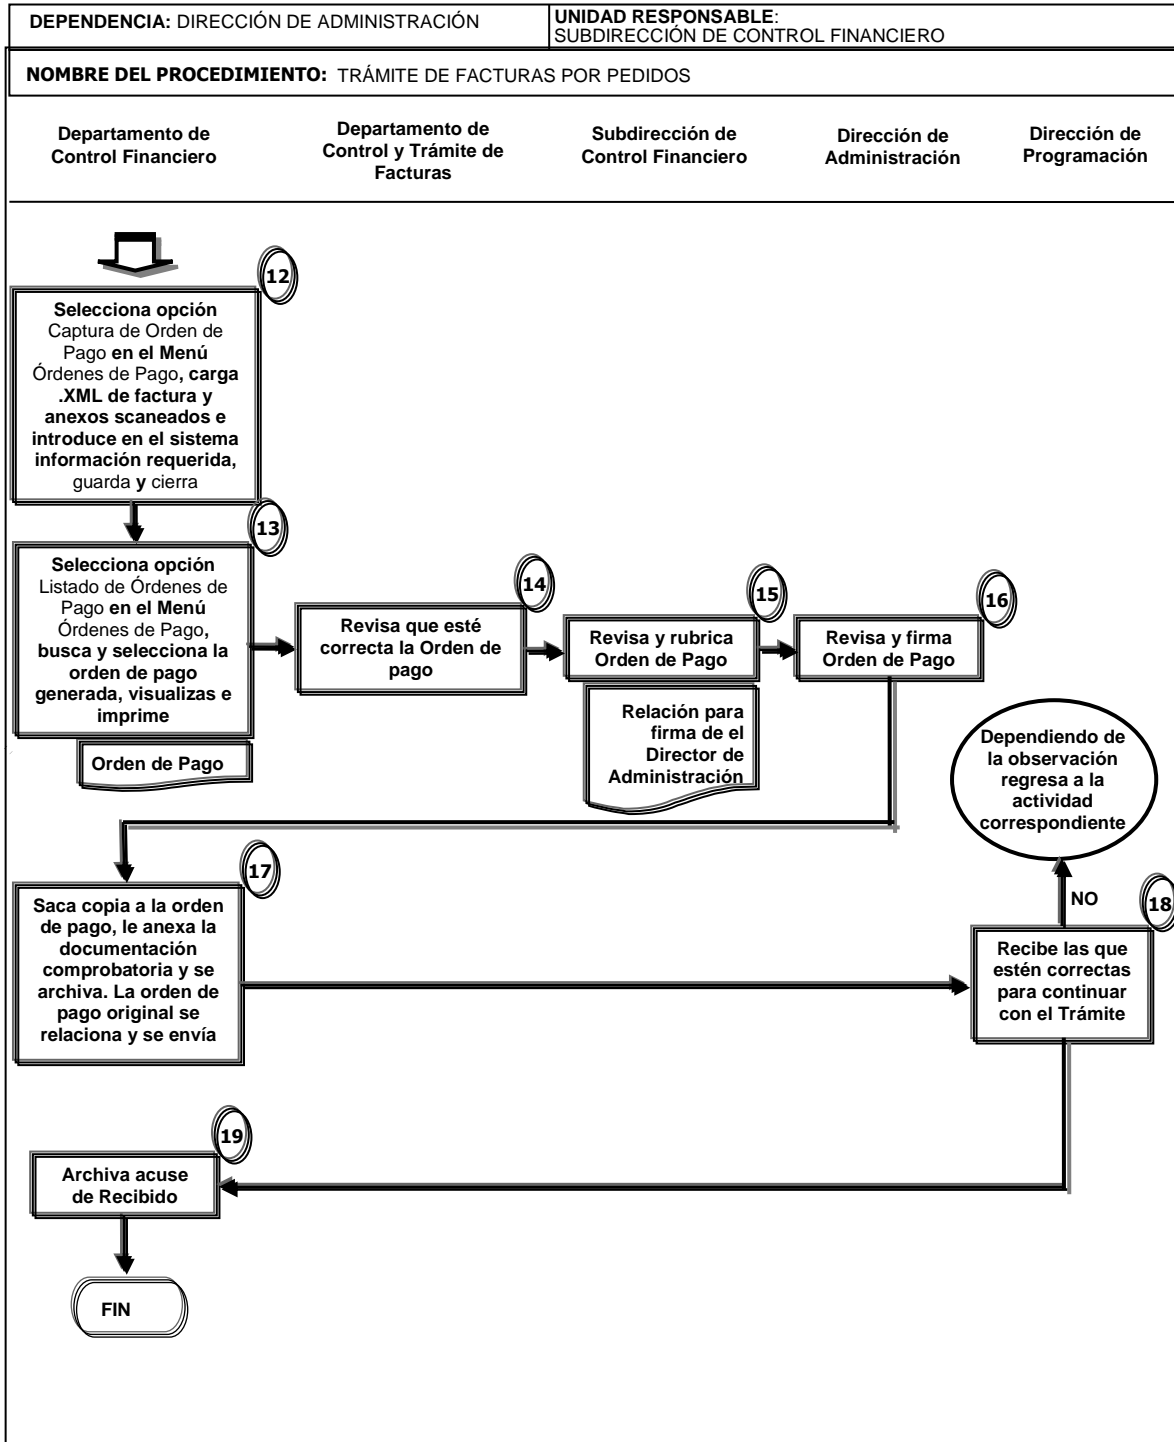 DEPENDENCIA: DIRECCIÓN DE ADMINISTRACIÓN
UNIDAD RESPONSABLE:
SUBDIRECCIÓN DE CONTROL FINANCIERO
NOMBRE DEL PROCEDIMIENTO: TRÁMITE DE FACTURAS POR PEDIDOS
Departamento de
Control Financiero
Departamento de
Control y Trámite de
Facturas
Subdirección de
Control Financiero
Dirección de
Administración
Dirección de
Programación
12
Selecciona opción
Captura de Orden de
Pago en el Menú
Órdenes de Pago, carga
.XML de factura y
anexos scaneados e
introduce en el sistema
información requerida,
guarda y cierra
13
Selecciona opción
Listado de Órdenes de
Pago en el Menú
Órdenes de Pago,
busca y selecciona la
orden de pago
generada, visualizas e
imprime
Orden de Pago
14
Revisa que esté
correcta la Orden de
pago
15
Revisa y rubrica
Orden de Pago
Relación para
firma de el
Director de
Administración
16
Revisa y firma
Orden de Pago
Dependiendo de
la observación
regresa a la
actividad
correspondiente
17
Saca copia a la orden
de pago, le anexa la
documentación
comprobatoria y se
archiva. La orden de
pago original se
relaciona y se envía
NO
18
Recibe las que
estén correctas
para continuar
con el Trámite
19
Archiva acuse
de Recibido
FIN